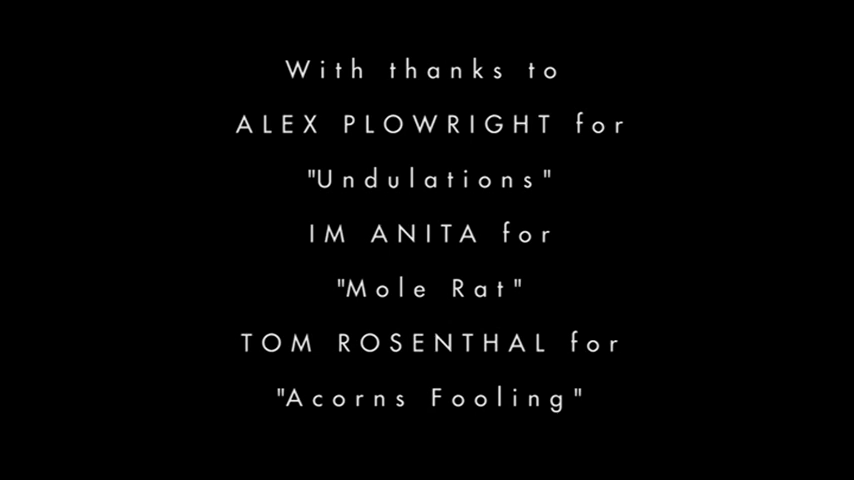 With thanks to
ALEX PLOWRIGHT for
"Undulations"
IM ANITA for
"Mole Rat"
TOM ROSENTHAL for
"Acorns Fooling"